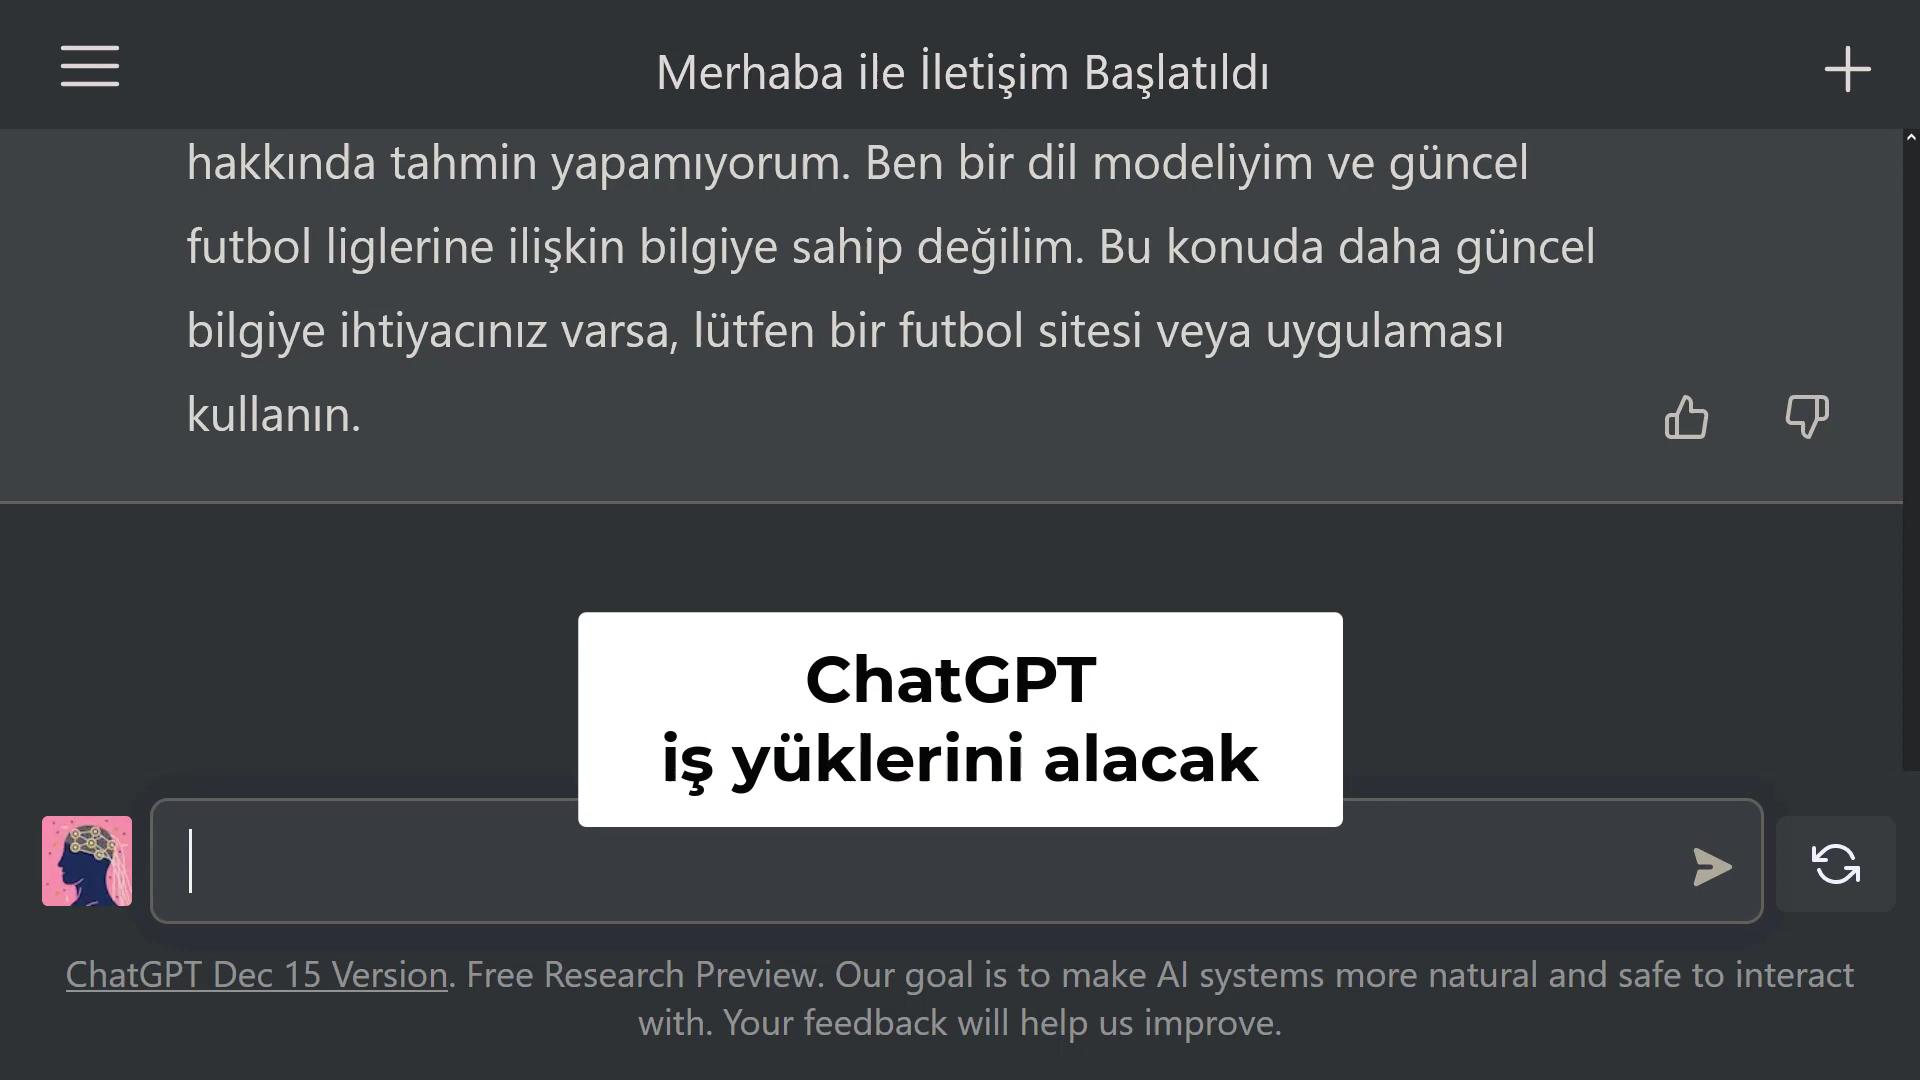 Merhaba ile İletişim Başlatıldı
hakkında tahmin yapamıyorum. Ben bir dil modeliyim ve güncel
futbol liglerine ilişkin bilgiye sahip değilim. Bu konuda daha güncel
bilgiye ihtiyacınız varsa, lütfen bir futbol sitesi veya uygulaması
kullanın.
ChatGPT
iş yüklerini alacak
ChatGPT Dec 15 Version. Free Research Preview. Our goal is to make AI systems more natural and safe to interact
with. Your feedback will help us improve.